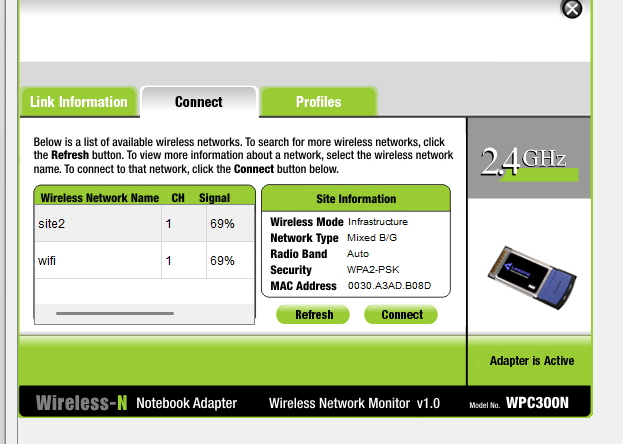 Link Information
Connect
Profiles
Below is a list of available wireless networks. To search for more wireless networks, click
the Refresh button. To view more information about a network, select the wireless network
name. To connect to that network, click the Connect button below.
2.4GHz
Wireless Network Name CH Signal
site2 1 69%
wifi 1 69%
Site Information
Wireless Mode Infrastructure
Network Type Mixed B/G
Radio Band Auto
Security WPA2-PSK
MAC Address 0030.A3AD.B08D
Refresh
Connect
Adapter is Active
Wireless-N Notebook Adapter Wireless Network Monitor v1.0 Model No. WPC300N